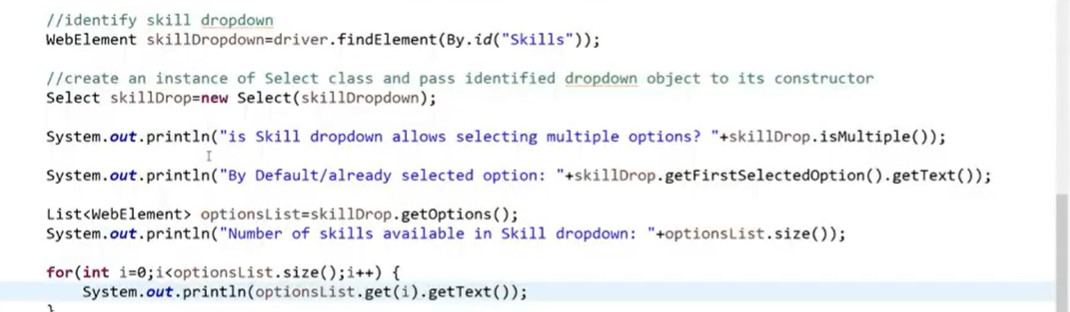 //identify skill dropdown
WebElement skillDropdown=driver.findElement(By.id("Skills"));
//create an instance of Select class and pass identified dropdown object to its constructor
Select skillDrop=new Select(skillDropdown);
System.out.println("is Skill dropdown allows selecting multiple options? "+skillDrop.isMultiple());
System.out.println("By Default/already selected option: "+skillDrop.getFirstSelectedOption().getText());
List<WebElement> optionsList=skillDrop.getOptions();
System.out.println("Number of skills available in Skill dropdown: "+optionsList.size());
for(int i=0;i<optionsList.size();i++) {
    System.out.println(optionsList.get(i).getText());
}